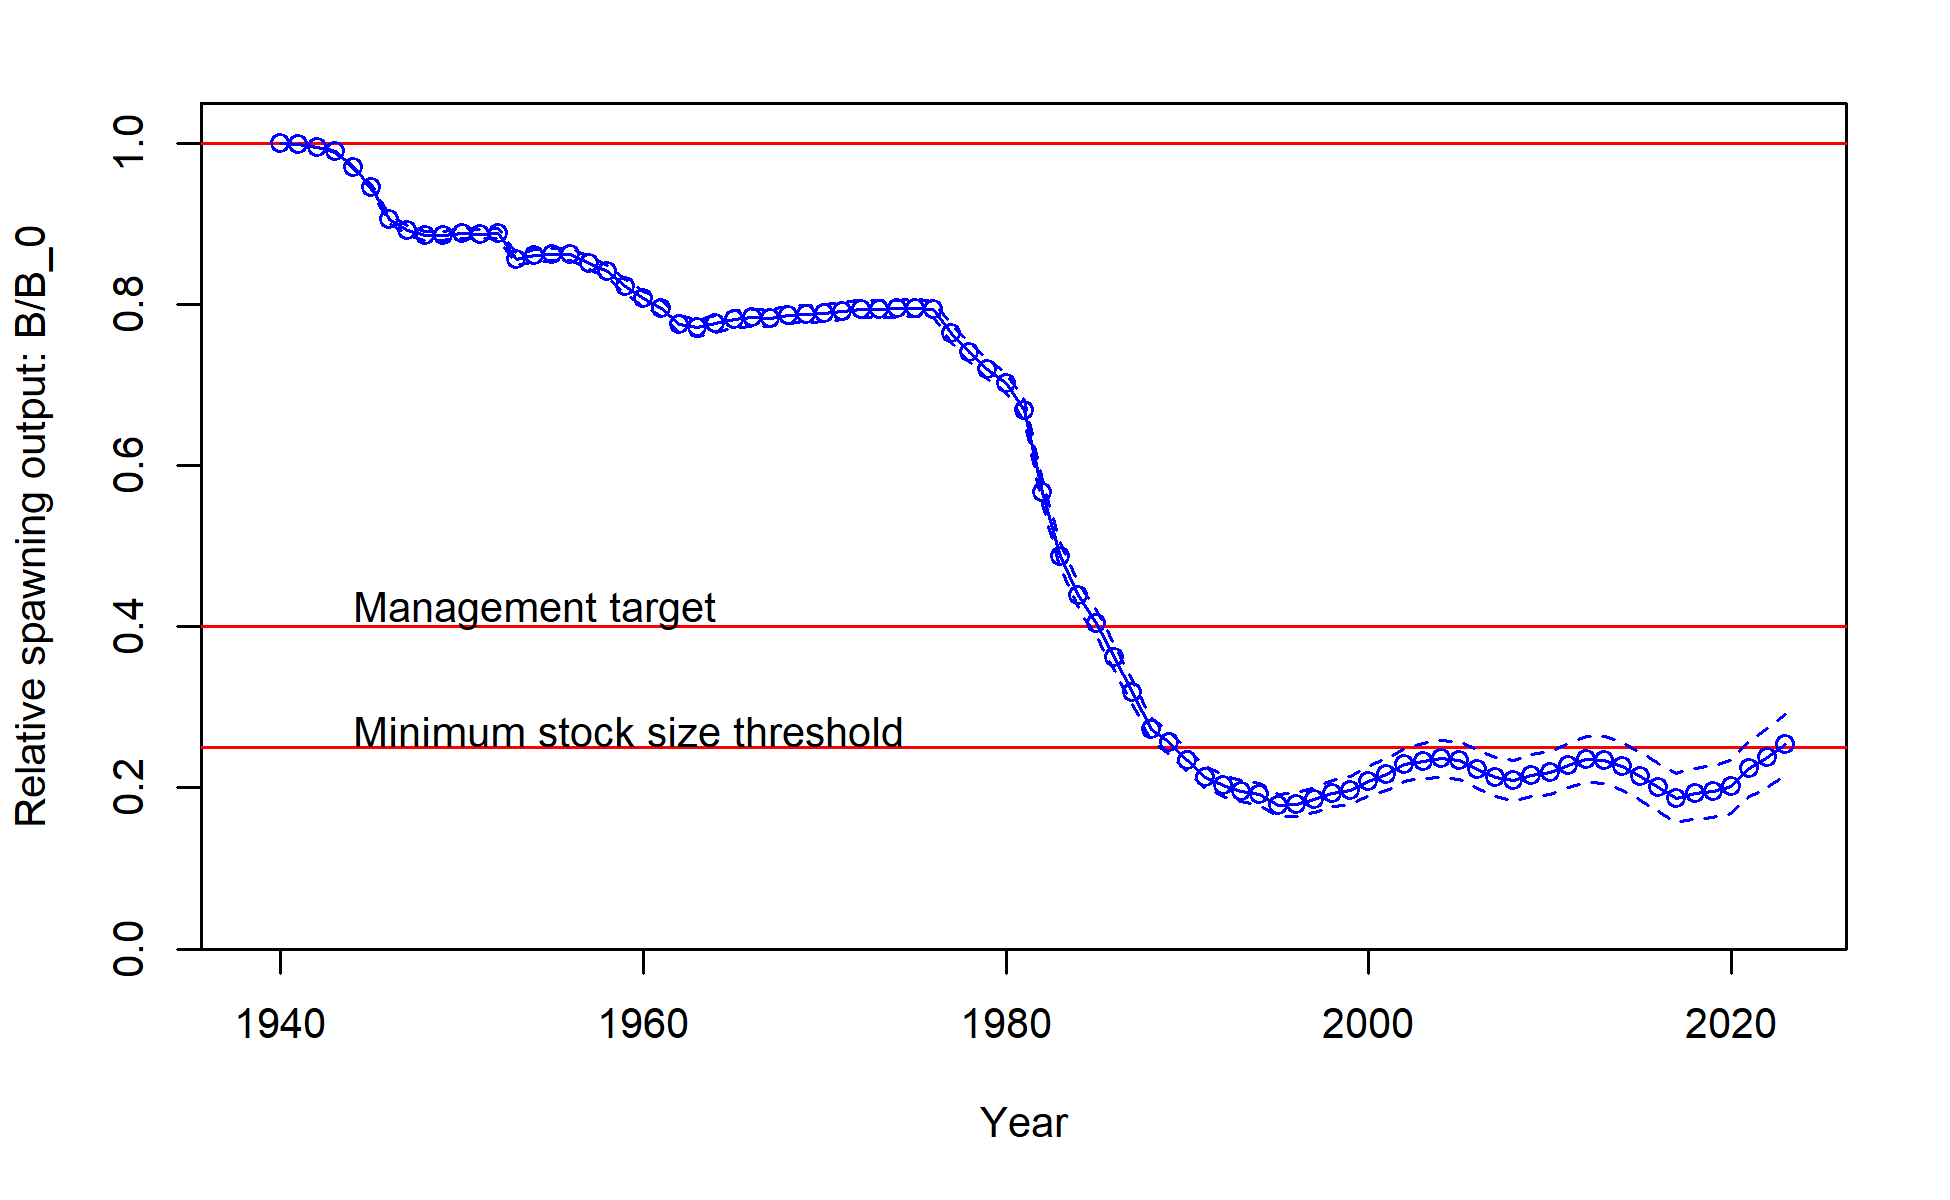 Relative spawning output: B/B_0
1.0
0.8
0.6
0.4
0.2
0.0
Management target
Minimum stock size threshold
1940 1960 1980 2000 2020
Year